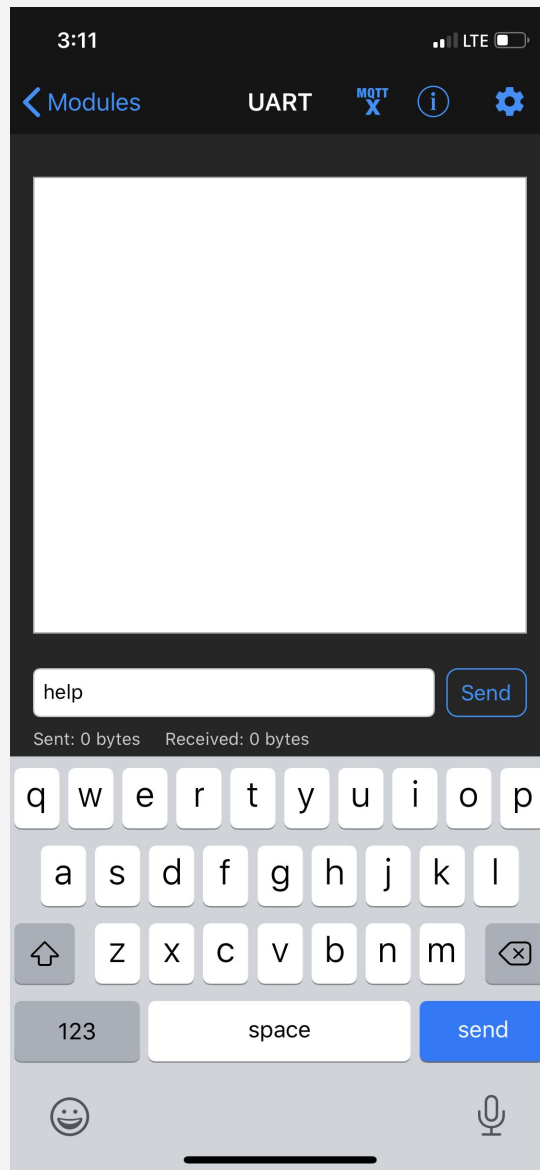 3:11 LTE
Modules UART MQTT X i
help Send
Sent: 0 bytes Received: 0 bytes
q w e r t y u i o p
a s d f g h j k l
z x c v b n m
123 space send